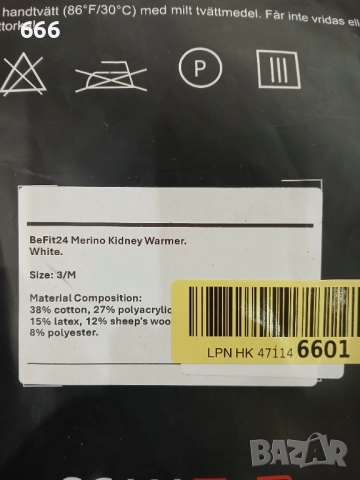 handtvätt (86°F/30°C) med milt tvättmedel. Får inte vridas
666
P
BeFit24 Merino Kidney Warmer.
White.
Size: 3/M
Material Composition:
38% cotton, 27% polyacrylic
15% latex, 12% sheep's woo
8% polyester.
LPN HK 47114 6601
BAZAR